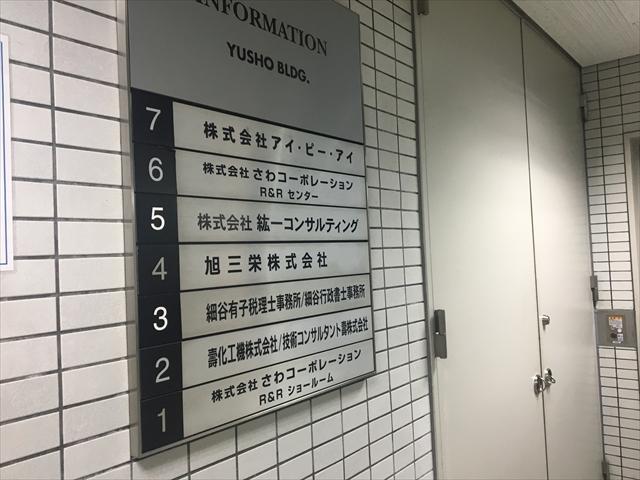 INFORMATION
YUSHO BLDG.
7 株式会社アイ・ピー・アイ
6 株式会社 さわコーポレーション
R&R センター
5 株式会社 紘一コンサルティング
4 旭三栄株式会社
3 細谷有子税理士事務所/細谷行政書士事務所
2 壽化工機株式会社/技術コンサルタント壽株式会社
1 株式会社 さわコーポレーション
R&R ショールーム